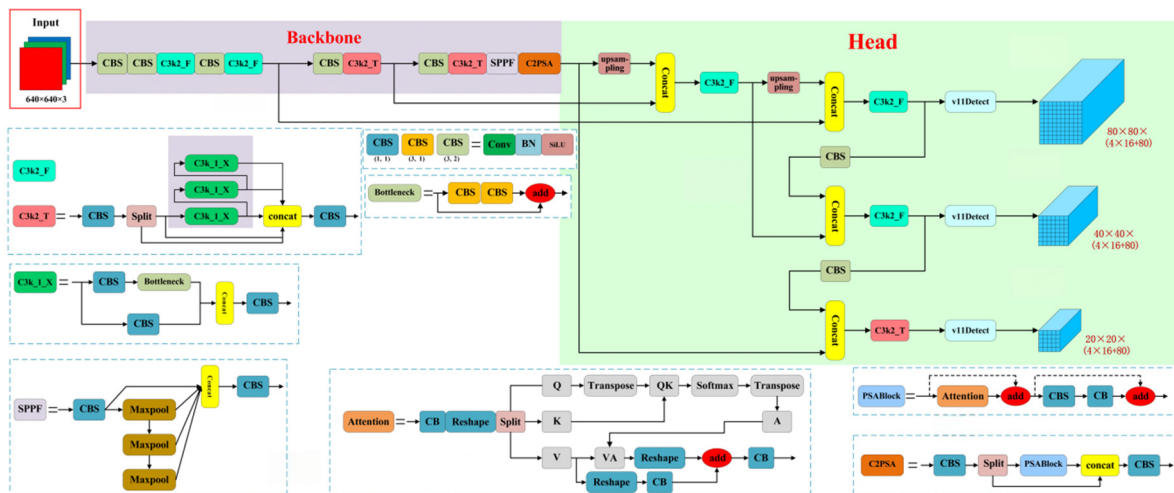 Input
640×640×3
Backbone
CBS CBS C3k2_F CBS C3k2_F CBS C3k2_T CBS C3k2_T SPPF C2PSA
Head
upsam-
pling
Concat
C3k2_F
upsam-
pling
Concat
C3k2_F
v11Detect
80×80×
(4×16+80)
CBS
Concat
C3k2_F
v11Detect
40×40×
(4×16+80)
CBS
Concat
C3k2_T
v11Detect
20×20×
(4×16+80)
C3k2_F
C3k2_T = CBS Split C3k_1_X C3k_1_X C3k_1_X concat CBS
CBS CBS CBS = Conv BN SiLU
(1, 1) (3, 1) (3, 2)
Bottleneck = CBS CBS add
C3k_1_X = CBS Bottleneck Concat CBS
CBS
SPPF = CBS Maxpool Concat CBS
Maxpool
Maxpool
Attention = CB Reshape Split
Q Transpose QK Softmax Transpose
K A
V VA Reshape add CB
Reshape CB
PSABlock = Attention add CBS CB add
C2PSA = CBS Split PSABlock concat CBS